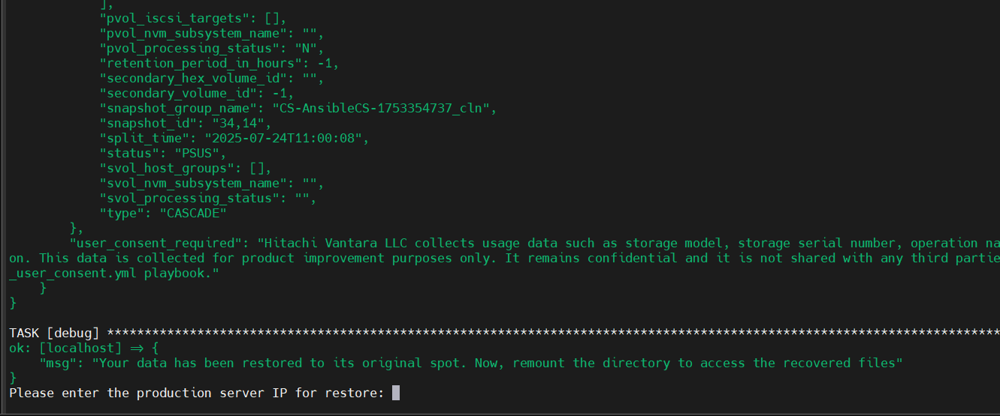 ],
"pvol_iscsi_targets": [],
"pvol_nvm_subsystem_name": "",
"pvol_processing_status": "N",
"retention_period_in_hours": -1,
"secondary_hex_volume_id": "",
"secondary_volume_id": -1,
"snapshot_group_name": "CS-AnsibleCS-1753354737_cln",
"snapshot_id": "34,14",
"split_time": "2025-07-24T11:00:08",
"status": "PSUS",
"svol_host_groups": [],
"svol_nvm_subsystem_name": "",
"svol_processing_status": "",
"type": "CASCADE"
},
"user_consent_required": "Hitachi Vantara LLC collects usage data such as storage model, storage serial number, operation na
on. This data is collected for product improvement purposes only. It remains confidential and it is not shared with any third partie
_user_consent.yml playbook."
}
}
TASK [debug] ***********************************************************************************************************************
ok: [localhost] => {
"msg": "Your data has been restored to its original spot. Now, remount the directory to access the recovered files"
}
Please enter the production server IP for restore: